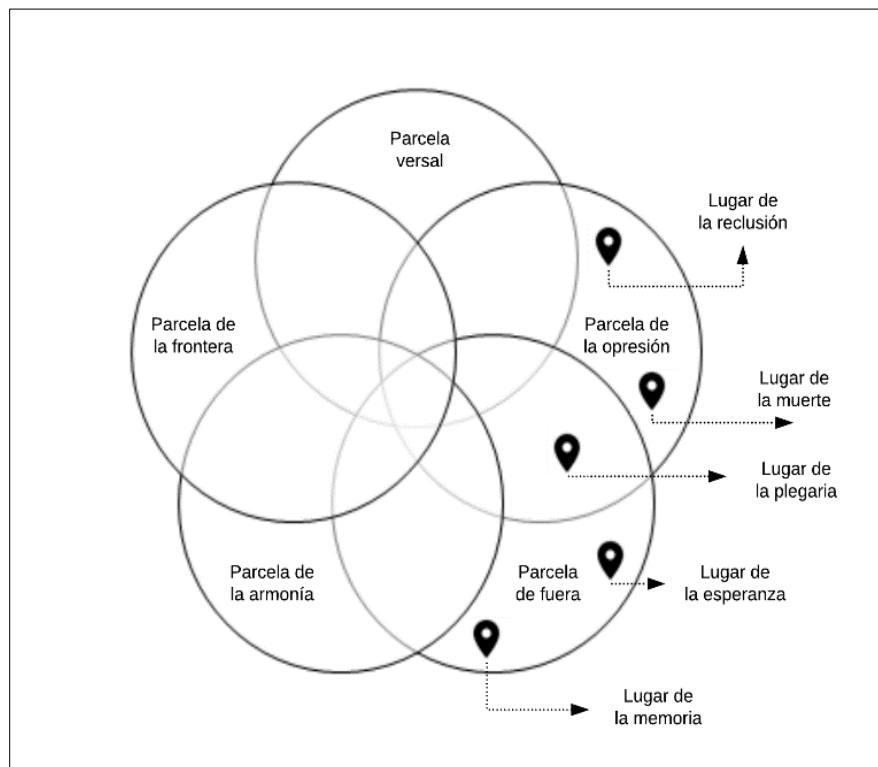 Parcela
versal
Lugar de
la reclusión
Parcela de
la frontera
Parcela de
la opresión
Lugar de
la muerte
Lugar de
la plegaria
Parcela de
la armonía
Parcela
de fuera
Lugar de
la esperanza
Lugar de
la memoria